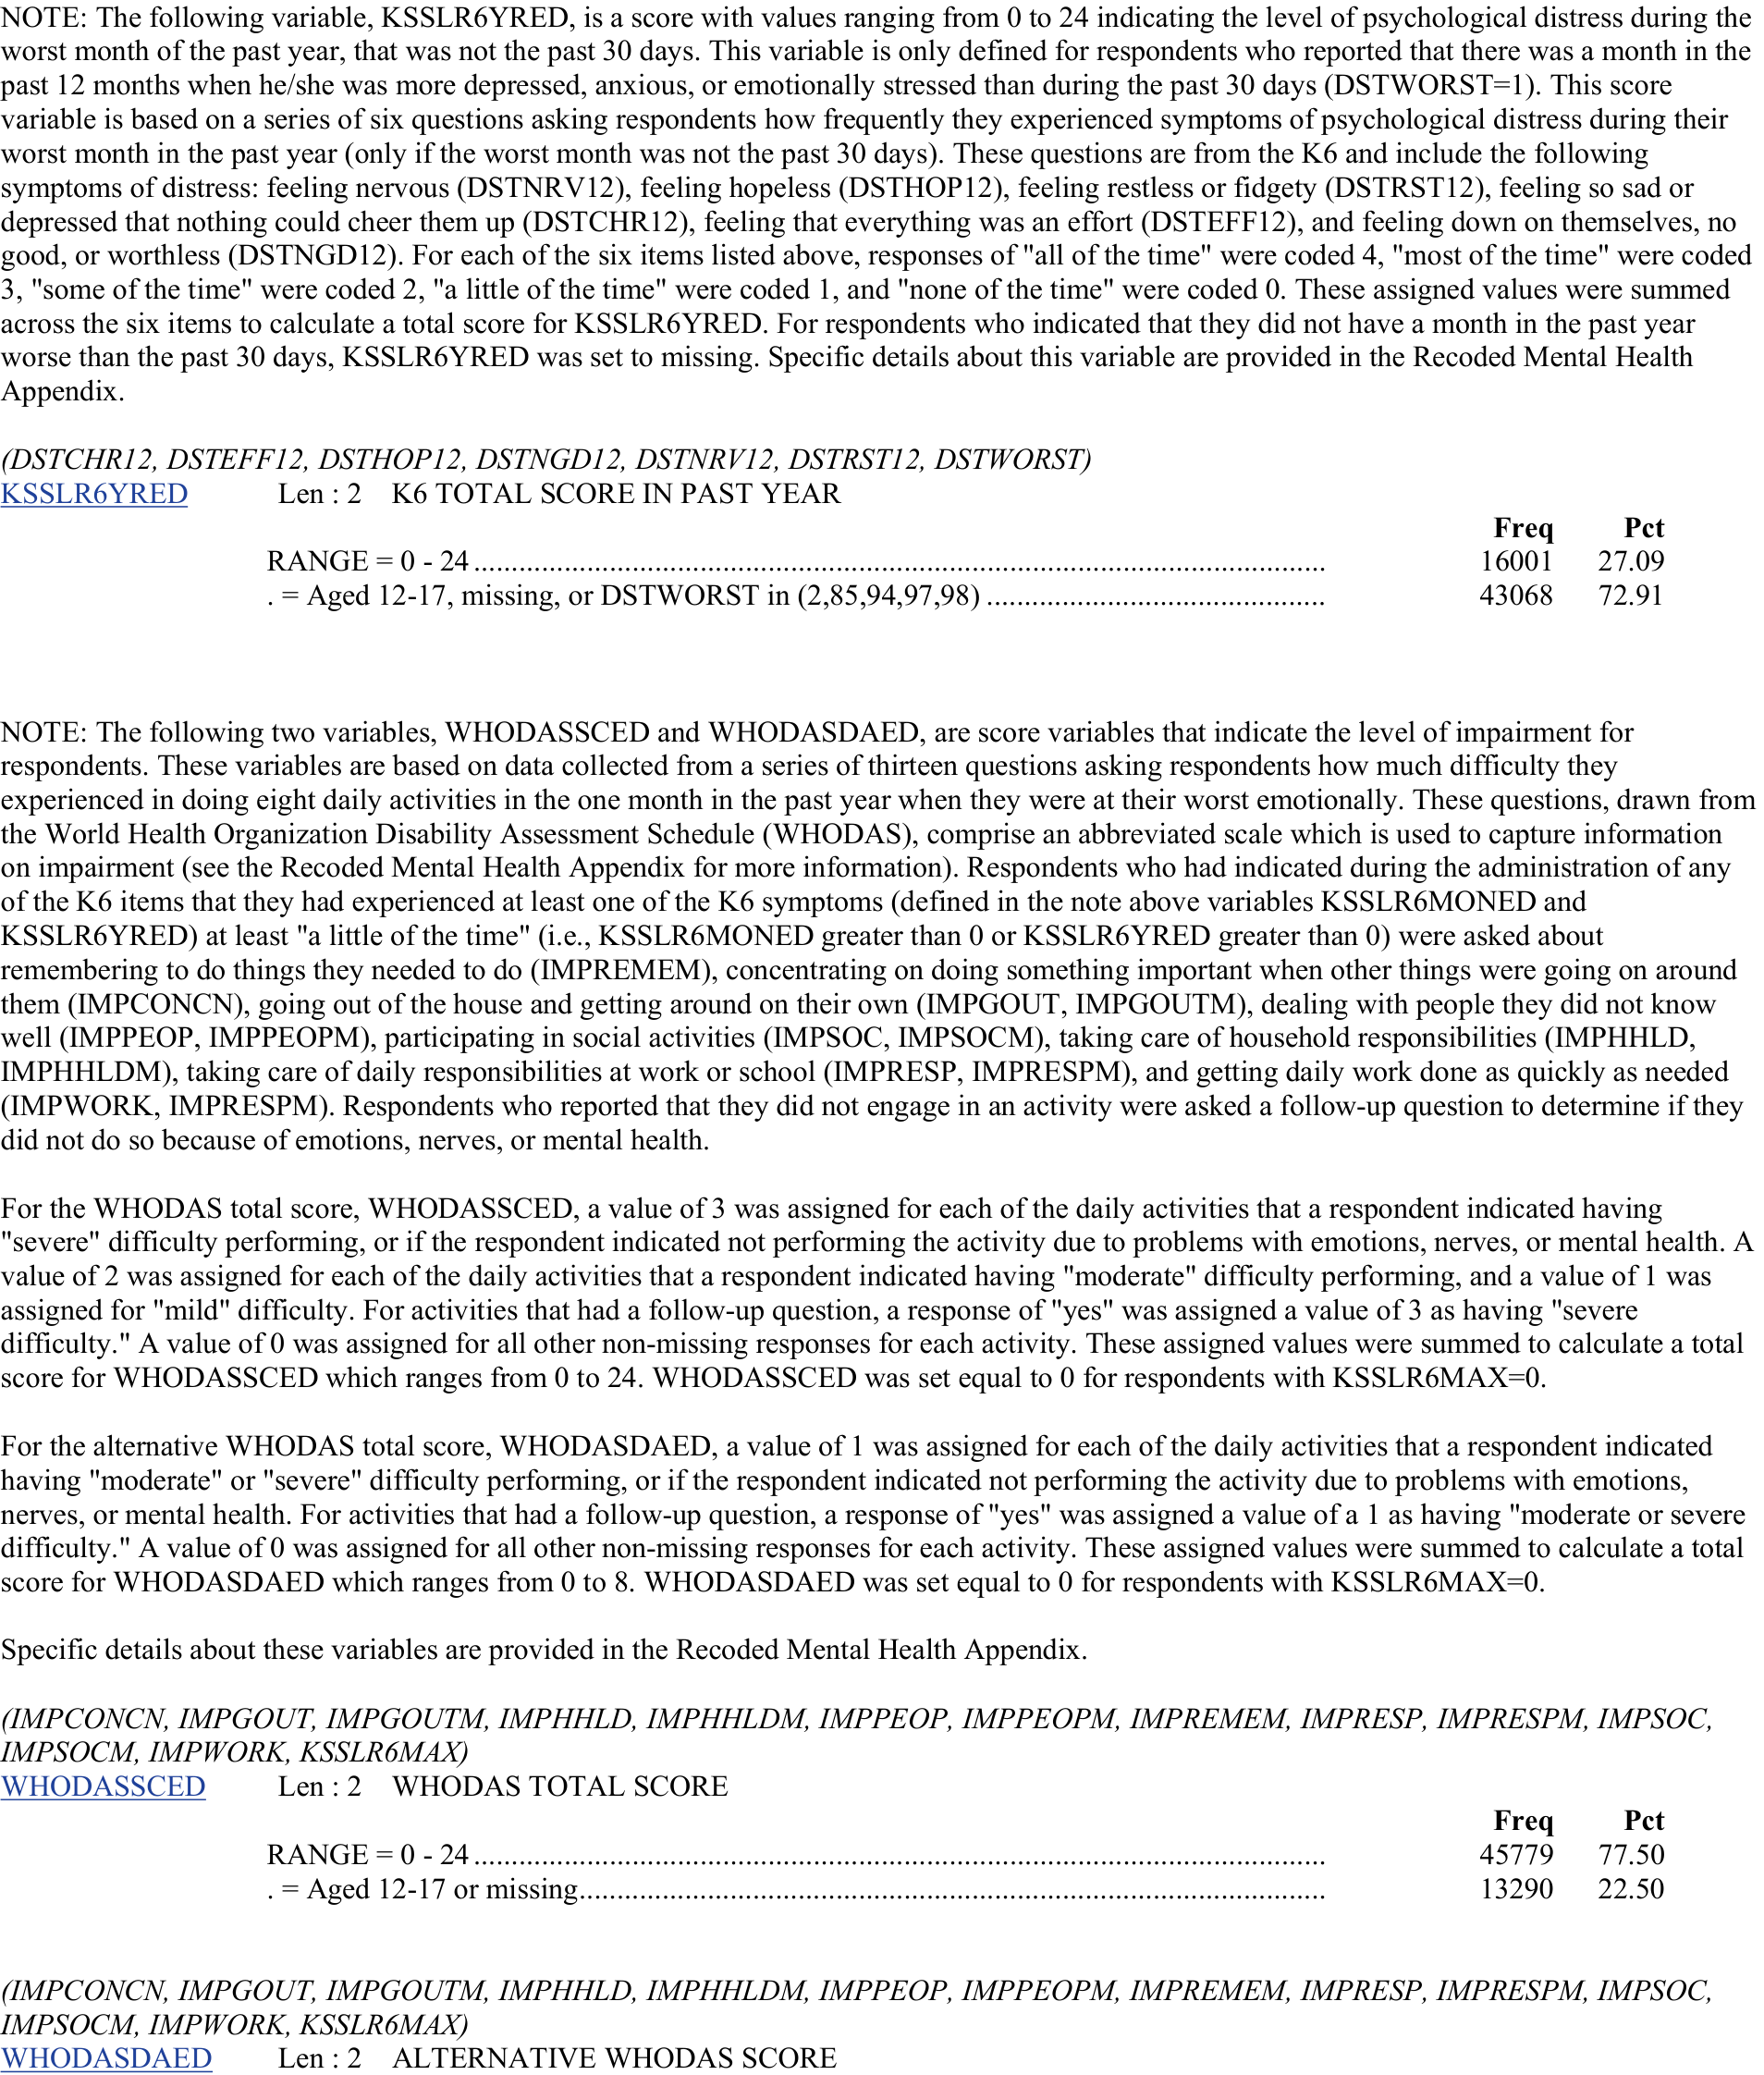 NOTE: The following variable, KSSLR6YRED, is a score with values ranging from 0 to 24 indicating the level of psychological distress during the
worst month of the past year, that was not the past 30 days. This variable is only defined for respondents who reported that there was a month in the
past 12 months when he/she was more depressed, anxious, or emotionally stressed than during the past 30 days (DSTWORST=1). This score
variable is based on a series of six questions asking respondents how frequently they experienced symptoms of psychological distress during their
worst month in the past year (only if the worst month was not the past 30 days). These questions are from the K6 and include the following
symptoms of distress: feeling nervous (DSTNRV12), feeling hopeless (DSTHOP12), feeling restless or fidgety (DSTRST12), feeling so sad or
depressed that nothing could cheer them up (DSTCHR12), feeling that everything was an effort (DSTEFF12), and feeling down on themselves, no
good, or worthless (DSTNGD12). For each of the six items listed above, responses of "all of the time" were coded 4, "most of the time" were coded
3, "some of the time" were coded 2, "a little of the time" were coded 1, and "none of the time" were coded 0. These assigned values were summed
across the six items to calculate a total score for KSSLR6YRED. For respondents who indicated that they did not have a month in the past year
worse than the past 30 days, KSSLR6YRED was set to missing. Specific details about this variable are provided in the Recoded Mental Health
Appendix.
(DSTCHR12, DSTEFF12, DSTHOP12, DSTNGD12, DSTNRV12, DSTRST12, DSTWORST)
KSSLR6YRED Len : 2 K6 TOTAL SCORE IN PAST YEAR
Freq Pct
RANGE = 0 - 24................................................................................................................. 16001 27.09
. = Aged 12-17, missing, or DSTWORST in (2,85,94,97,98) ............................................. 43068 72.91
NOTE: The following two variables, WHODASSCED and WHODASDAED, are score variables that indicate the level of impairment for
respondents. These variables are based on data collected from a series of thirteen questions asking respondents how much difficulty they
experienced in doing eight daily activities in the one month in the past year when they were at their worst emotionally. These questions, drawn from
the World Health Organization Disability Assessment Schedule (WHODAS), comprise an abbreviated scale which is used to capture information
on impairment (see the Recoded Mental Health Appendix for more information). Respondents who had indicated during the administration of any
of the K6 items that they had experienced at least one of the K6 symptoms (defined in the note above variables KSSLR6MONED and
KSSLR6YRED) at least "a little of the time" (i.e., KSSLR6MONED greater than 0 or KSSLR6YRED greater than 0) were asked about
remembering to do things they needed to do (IMPREMEM), concentrating on doing something important when other things were going on around
them (IMPCONCN), going out of the house and getting around on their own (IMPGOUT, IMPGOUTM), dealing with people they did not know
well (IMPPEOP, IMPPEOPM), participating in social activities (IMPSOC, IMPSOCM), taking care of household responsibilities (IMPHHLD,
IMPHHLDM), taking care of daily responsibilities at work or school (IMPRESP, IMPRESPM), and getting daily work done as quickly as needed
(IMPWORK, IMPRESPM). Respondents who reported that they did not engage in an activity were asked a follow-up question to determine if they
did not do so because of emotions, nerves, or mental health.
For the WHODAS total score, WHODASSCED, a value of 3 was assigned for each of the daily activities that a respondent indicated having
"severe" difficulty performing, or if the respondent indicated not performing the activity due to problems with emotions, nerves, or mental health. A
value of 2 was assigned for each of the daily activities that a respondent indicated having "moderate" difficulty performing, and a value of 1 was
assigned for "mild" difficulty. For activities that had a follow-up question, a response of "yes" was assigned a value of 3 as having "severe
difficulty." A value of 0 was assigned for all other non-missing responses for each activity. These assigned values were summed to calculate a total
score for WHODASSCED which ranges from 0 to 24. WHODASSCED was set equal to 0 for respondents with KSSLR6MAX=0.
For the alternative WHODAS total score, WHODASDAED, a value of 1 was assigned for each of the daily activities that a respondent indicated
having "moderate" or "severe" difficulty performing, or if the respondent indicated not performing the activity due to problems with emotions,
nerves, or mental health. For activities that had a follow-up question, a response of "yes" was assigned a value of a 1 as having "moderate or severe
difficulty." A value of 0 was assigned for all other non-missing responses for each activity. These assigned values were summed to calculate a total
score for WHODASDAED which ranges from 0 to 8. WHODASDAED was set equal to 0 for respondents with KSSLR6MAX=0.
Specific details about these variables are provided in the Recoded Mental Health Appendix.
(IMPCONCN, IMPGOUT, IMPGOUTM, IMPHHLD, IMPHHLDM, IMPPEOP, IMPPEOPM, IMPREMEM, IMPRESP, IMPRESPM, IMPSOC,
IMPSOCM, IMPWORK, KSSLR6MAX)
WHODASSCED Len : 2 WHODAS TOTAL SCORE
Freq Pct
RANGE = 0 - 24................................................................................................................. 45779 77.50
. = Aged 12-17 or missing................................................................................................... 13290 22.50
(IMPCONCN, IMPGOUT, IMPGOUTM, IMPHHLD, IMPHHLDM, IMPPEOP, IMPPEOPM, IMPREMEM, IMPRESP, IMPRESPM, IMPSOC,
IMPSOCM, IMPWORK, KSSLR6MAX)
WHODASDAED Len : 2 ALTERNATIVE WHODAS SCORE